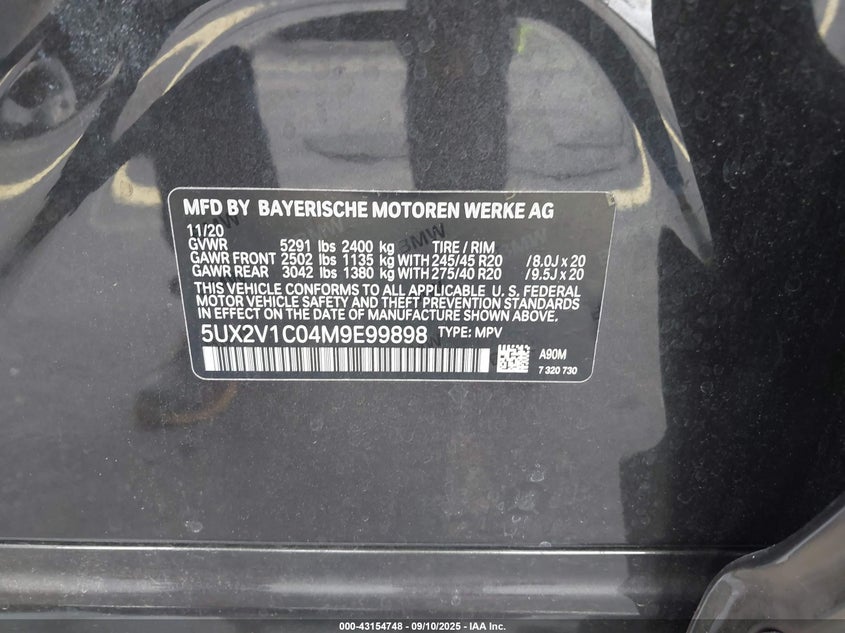 MFD BY BAYERISCHE MOTOREN WERKE AG
11/20
GVWR 5291 lbs 2400 kg TIRE / RIM
GAWR FRONT 2502 lbs 1135 kg WITH 245/45 R20 /8.0J x 20
GAWR REAR 3042 lbs 1380 kg WITH 275/40 R20 /9.5J x 20
THIS VEHICLE CONFORMS TO ALL APPLICABLE U. S. FEDERAL
MOTOR VEHICLE SAFETY AND THEFT PREVENTION STANDARDS
IN EFFECT ON THE DATE OF MANUFACTURE SHOWN ABOVE.
5UX2V1C04M9E99898 TYPE: MPV
A90M
7 320 730
000-43154748 - 09/10/2025 - IAA Inc.